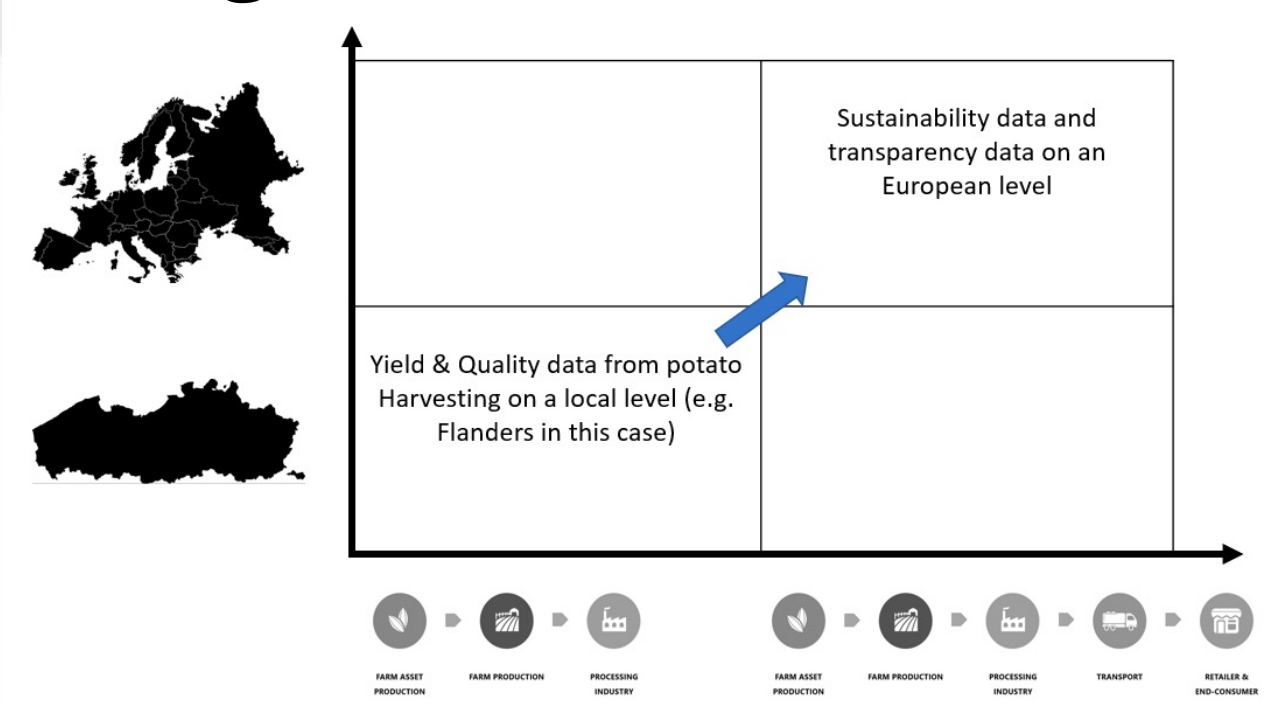 Sustainability data and
transparency data on an
European level
Yield & Quality data from potato
Harvesting on a local level (e.g.
Flanders in this case)
FARM ASSET
PRODUCTION
FARM PRODUCTION
PROCESSING
INDUSTRY
FARM ASSET
PRODUCTION
FARM PRODUCTION
PROCESSING
INDUSTRY
TRANSPORT
RETAILER &
END-CONSUMER